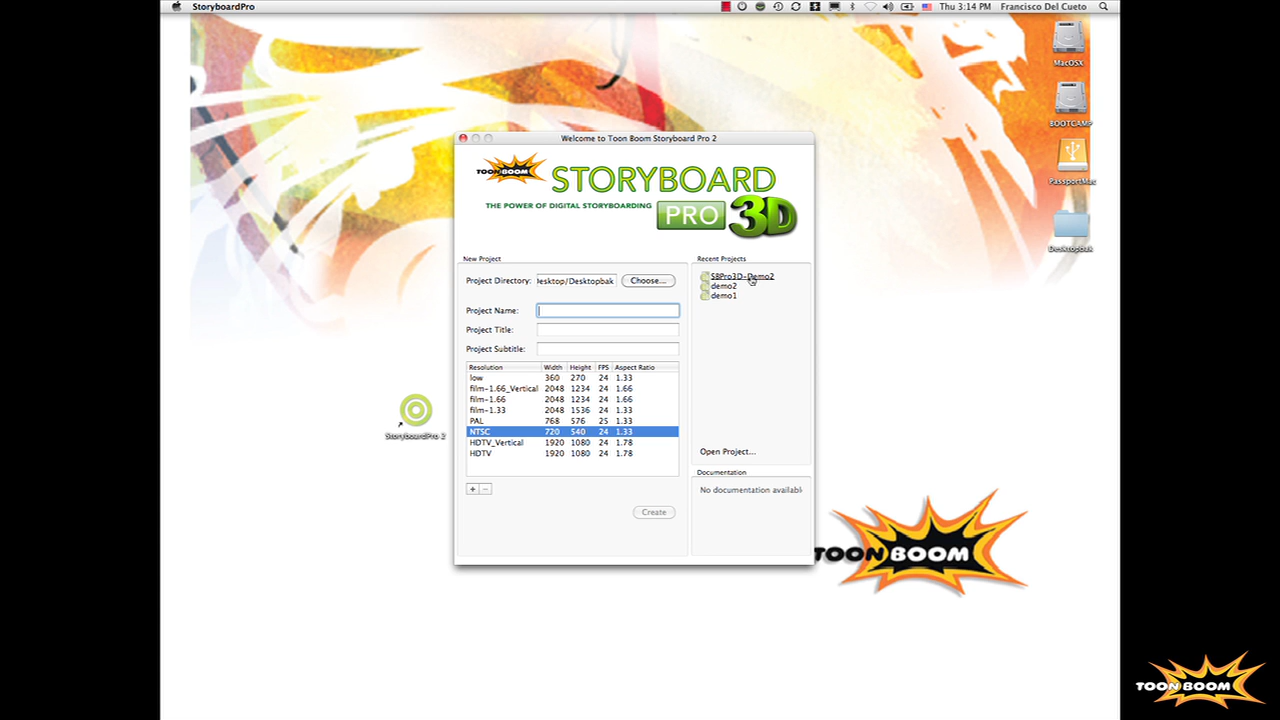 StoryboardPro
Thu 3:14 PM
Francisco Del Cueto
MacOSX
BOOTCAMP
PassportMac
Desktopbak
Welcome to Toon Boom Storyboard Pro 2
TOON BOOM STORYBOARD
THE POWER OF DIGITAL STORYBOARDING
PRO 3D
New Project
Project Directory: Desktop/Desktopbak Choose...
Project Name:
Project Title:
Project Subtitle:
Resolution Width Height FPS Aspect Ratio
low 360 270 24 1.33
film-1.66_Vertical 2048 1234 24 1.66
film-1.66 2048 1234 24 1.66
film-1.33 2048 1536 24 1.33
PAL 768 576 25 1.33
NTSC 720 540 24 1.33
HDTV_Vertical 1920 1080 24 1.78
HDTV 1920 1080 24 1.78
+ −
Create
Recent Projects
SBPro3D-Demo2
demo2
demo1
Open Project...
Documentation
No documentation availabl
StoryboardPro 2
TOON BOOM
TOON BOOM